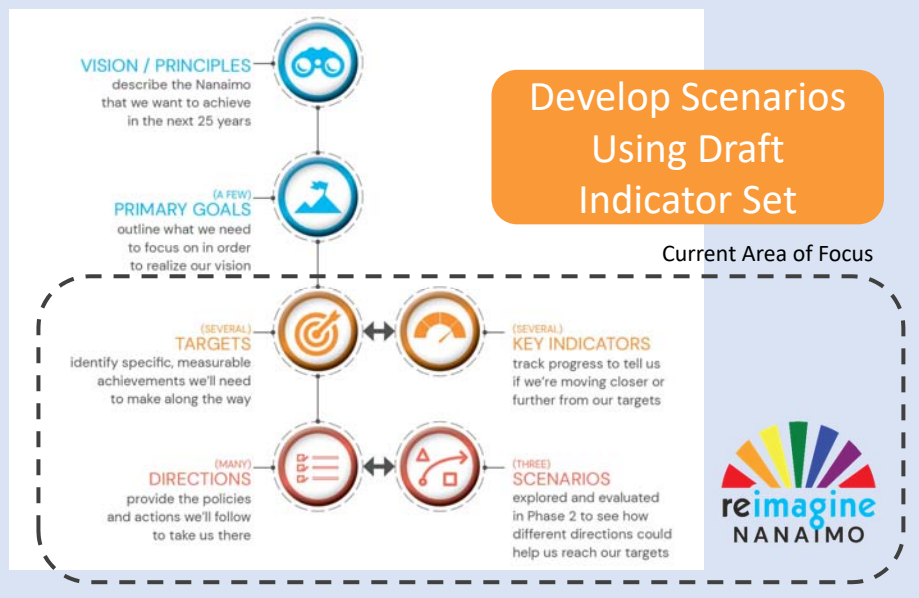 VISION / PRINCIPLES
describe the Nanaimo
that we want to achieve
in the next 25 years
Develop Scenarios
Using Draft
Indicator Set
(A FEW)
PRIMARY GOALS
outline what we need
to focus on in order
to realize our vision
Current Area of Focus
(SEVERAL)
TARGETS
identify specific, measurable
achievements we'll need
to make along the way
(SEVERAL)
KEY INDICATORS
track progress to tell us
if we're moving closer or
further from our targets
(MANY)
DIRECTIONS
provide the policies
and actions we'll follow
to take us there
(THREE)
SCENARIOS
explored and evaluated
in Phase 2 to see how
different directions could
help us reach our targets
reimagine
NANAIMO